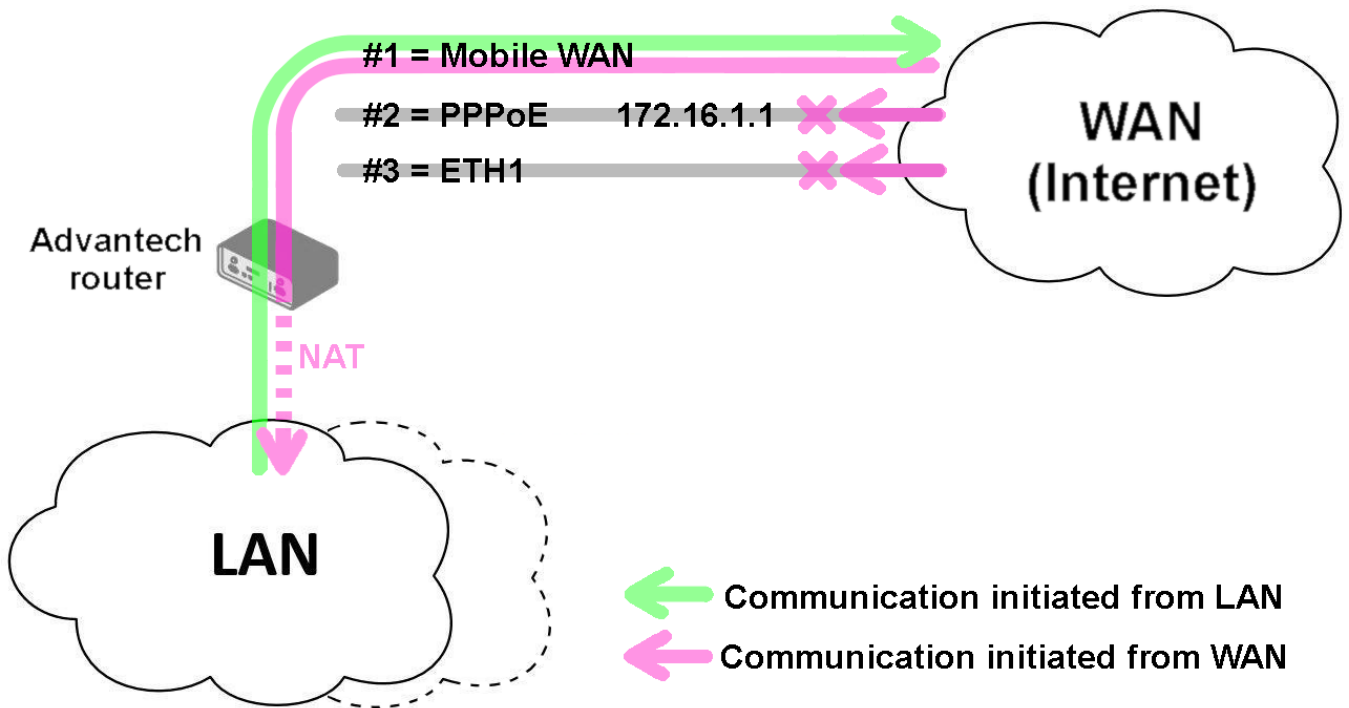 #1 = Mobile WAN
#2 = PPPoE 172.16.1.1
#3 = ETH1
WAN
(Internet)
Advantech
router
NAT
LAN
Communication initiated from LAN
Communication initiated from WAN